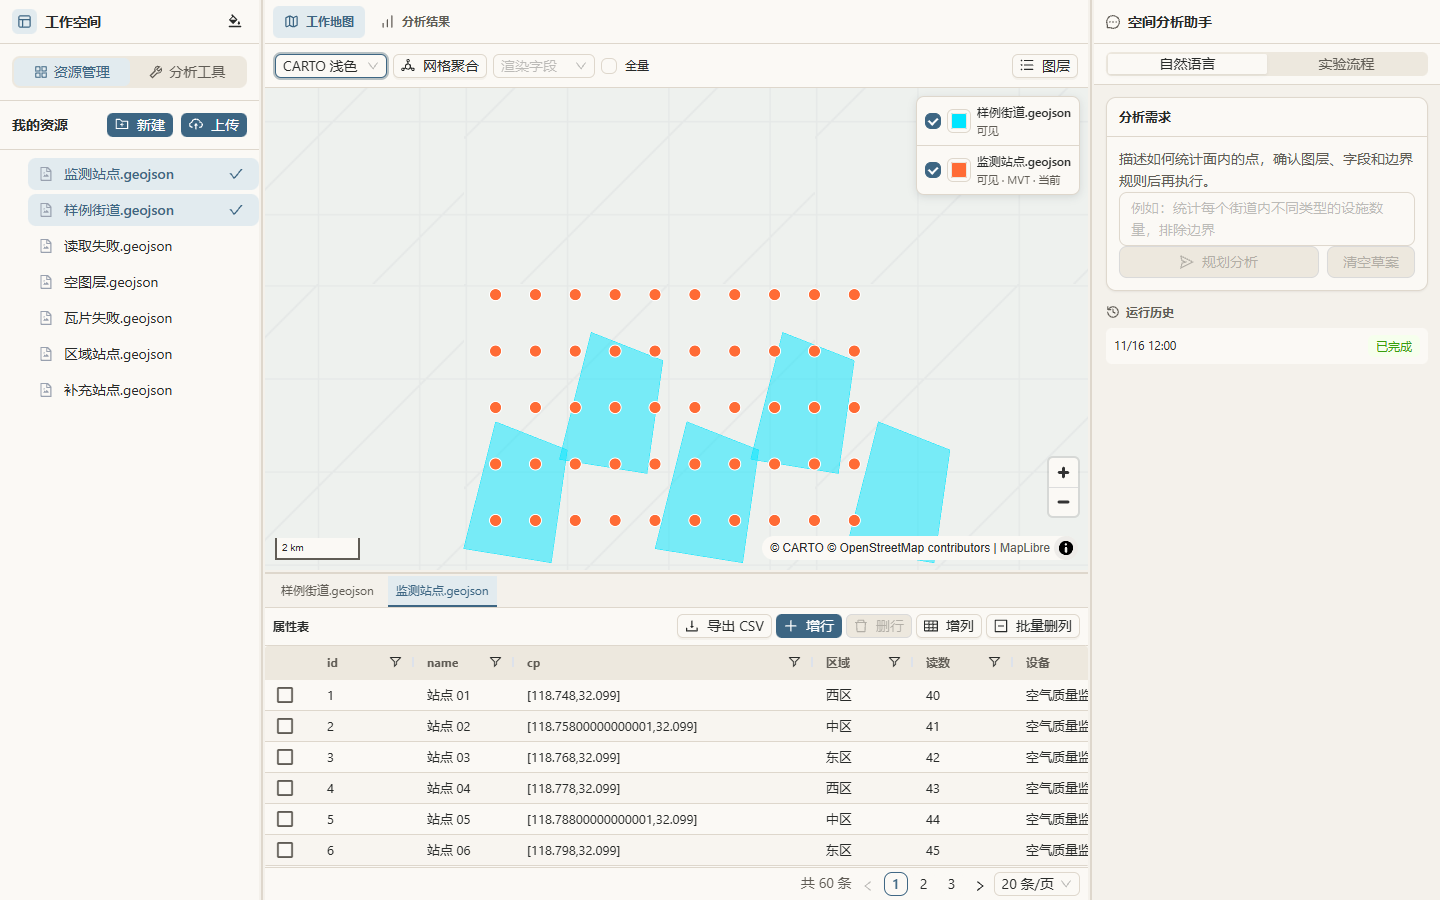 工作空间
资源管理
分析工具
我的资源
新建
上传
监测站点.geojson
样例街道.geojson
读取失败.geojson
空图层.geojson
瓦片失败.geojson
区域站点.geojson
补充站点.geojson
工作地图
分析结果
CARTO 浅色
网格聚合
渲染字段
全量
图层
样例街道.geojson
可见
监测站点.geojson
可见 · MVT · 当前
2 km
© CARTO © OpenStreetMap contributors | MapLibre
样例街道.geojson
监测站点.geojson
属性表
导出 CSV
增行
删行
增列
批量删列
id name cp 区域 读数 设备
1 站点 01 [118.748,32.099] 西区 40 空气质量监
2 站点 02 [118.75800000000001,32.099] 中区 41 空气质量监
3 站点 03 [118.768,32.099] 东区 42 空气质量监
4 站点 04 [118.778,32.099] 西区 43 空气质量监
5 站点 05 [118.78800000000001,32.099] 中区 44 空气质量监
6 站点 06 [118.798,32.099] 东区 45 空气质量监
共 60 条 1 2 3 20 条/页
空间分析助手
自然语言
实验流程
分析需求
描述如何统计面内的点，确认图层、字段和边界
规则后再执行。
例如：统计每个街道内不同类型的设施数
量，排除边界
规划分析
清空草案
运行历史
11/16 12:00
已完成